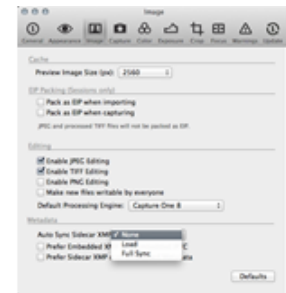 Image
General Appearance Image Capture Color Exposure Crop Focus Warnings Update
Cache
Preview Image Size (px): 2560
EIP Packing (Sessions only)
Pack as EIP when importing
Pack as EIP when capturing
JPEG and processed TIFF files will not be packed as EIP.
Editing
Enable JPEG Editing
Enable TIFF Editing
Enable PNG Editing
Make new files writable by everyone
Default Processing Engine: Capture One 8
Metadata
Auto Sync Sidecar XMP None
Load
Full Sync
Prefer Embedded
Prefer Sidecar XMP
Defaults